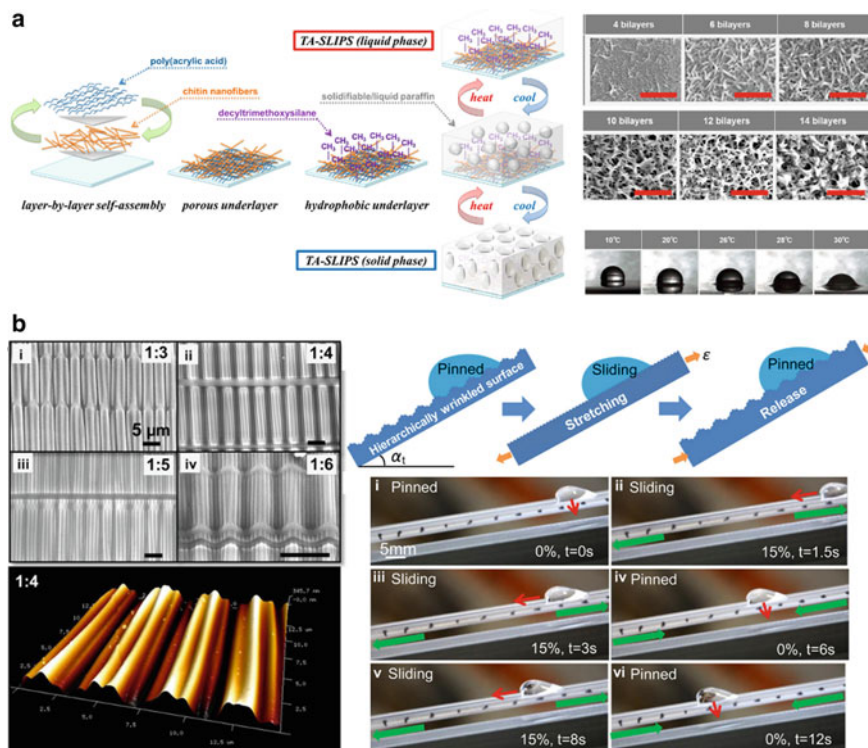 a
TA-SLIPS (liquid phase)
poly(acrylic acid)
chitin nanofibers
decyltrimethoxysilane
solidifiable/liquid paraffin
heat
cool
layer-by-layer self-assembly
porous underlayer
hydrophobic underlayer
heat
cool
TA-SLIPS (solid phase)
4 bilayers
6 bilayers
8 bilayers
10 bilayers
12 bilayers
14 bilayers
10°C
20°C
26°C
28°C
30°C
b
i
1:3
5 μm
ii
1:4
iii
1:5
iv
1:6
1:4
Pinned
Hierarchically wrinkled surface
αt
Sliding
Stretching
ε
Pinned
Release
i Pinned
5mm
0%, t=0s
ii Sliding
15%, t=1.5s
iii Sliding
15%, t=3s
iv Pinned
0%, t=6s
v Sliding
15%, t=8s
vi Pinned
0%, t=12s